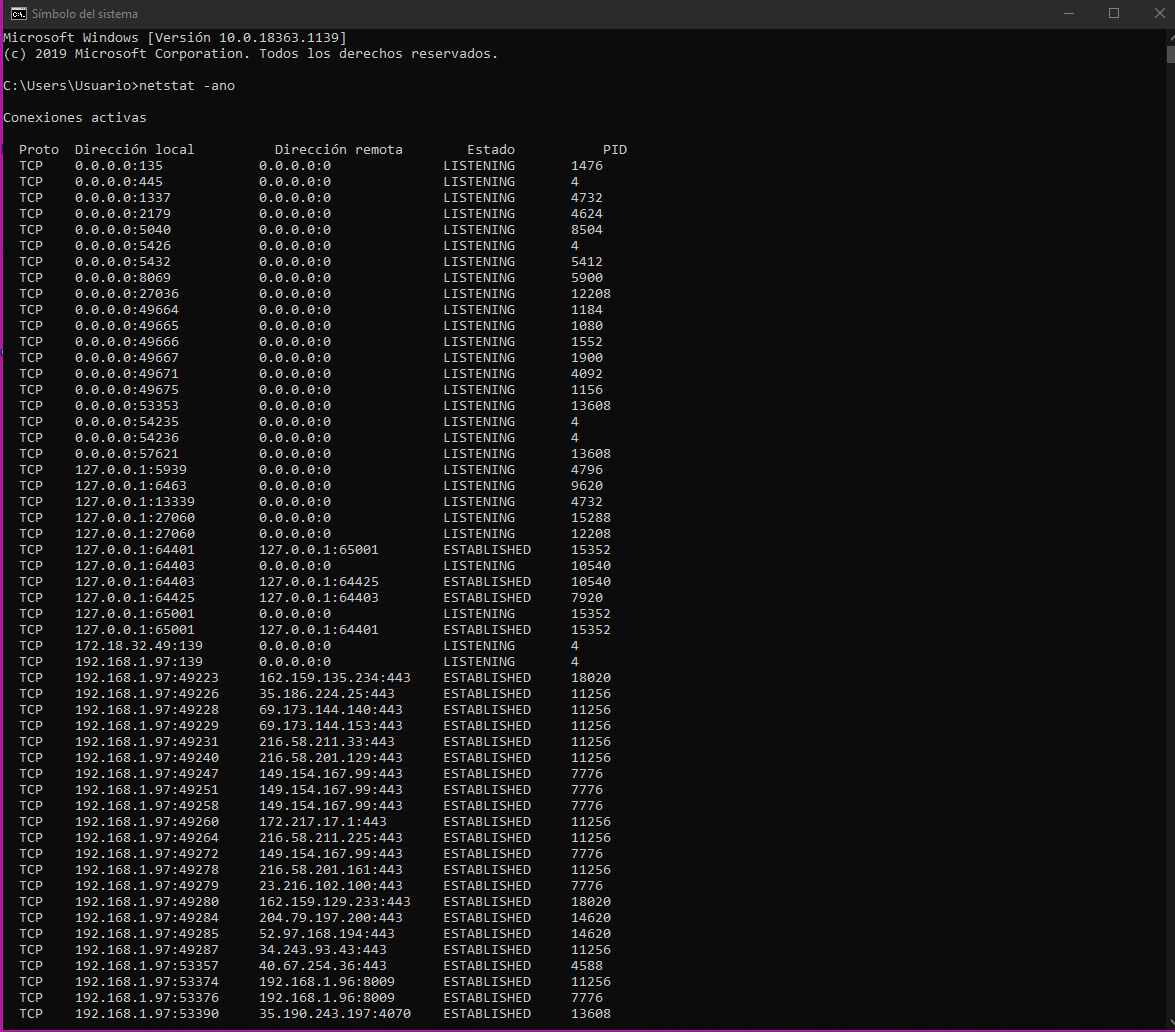 Símbolo del sistema
Microsoft Windows [Versión 10.0.18363.1139]
(c) 2019 Microsoft Corporation. Todos los derechos reservados.
C:\Users\Usuario>netstat -ano
Conexiones activas
Proto  Dirección local          Dirección remota        Estado           PID
TCP    0.0.0.0:135            0.0.0.0:0              LISTENING       1476
TCP    0.0.0.0:445            0.0.0.0:0              LISTENING       4
TCP    0.0.0.0:1337           0.0.0.0:0              LISTENING       4732
TCP    0.0.0.0:2179           0.0.0.0:0              LISTENING       4624
TCP    0.0.0.0:5040           0.0.0.0:0              LISTENING       8504
TCP    0.0.0.0:5426           0.0.0.0:0              LISTENING       4
TCP    0.0.0.0:5432           0.0.0.0:0              LISTENING       5412
TCP    0.0.0.0:8069           0.0.0.0:0              LISTENING       5900
TCP    0.0.0.0:27036          0.0.0.0:0              LISTENING       12208
TCP    0.0.0.0:49664          0.0.0.0:0              LISTENING       1184
TCP    0.0.0.0:49665          0.0.0.0:0              LISTENING       1080
TCP    0.0.0.0:49666          0.0.0.0:0              LISTENING       1552
TCP    0.0.0.0:49667          0.0.0.0:0              LISTENING       1900
TCP    0.0.0.0:49671          0.0.0.0:0              LISTENING       4092
TCP    0.0.0.0:49675          0.0.0.0:0              LISTENING       1156
TCP    0.0.0.0:53353          0.0.0.0:0              LISTENING       13608
TCP    0.0.0.0:54235          0.0.0.0:0              LISTENING       4
TCP    0.0.0.0:54236          0.0.0.0:0              LISTENING       4
TCP    0.0.0.0:57621          0.0.0.0:0              LISTENING       13608
TCP    127.0.0.1:5939         0.0.0.0:0              LISTENING       4796
TCP    127.0.0.1:6463         0.0.0.0:0              LISTENING       9620
TCP    127.0.0.1:13339        0.0.0.0:0              LISTENING       4732
TCP    127.0.0.1:27060        0.0.0.0:0              LISTENING       15288
TCP    127.0.0.1:27060        0.0.0.0:0              LISTENING       12208
TCP    127.0.0.1:64401        127.0.0.1:65001        ESTABLISHED     15352
TCP    127.0.0.1:64403        0.0.0.0:0              LISTENING       10540
TCP    127.0.0.1:64403        127.0.0.1:64425        ESTABLISHED     10540
TCP    127.0.0.1:64425        127.0.0.1:64403        ESTABLISHED     7920
TCP    127.0.0.1:65001        0.0.0.0:0              LISTENING       15352
TCP    127.0.0.1:65001        127.0.0.1:64401        ESTABLISHED     15352
TCP    172.18.32.49:139       0.0.0.0:0              LISTENING       4
TCP    192.168.1.97:139       0.0.0.0:0              LISTENING       4
TCP    192.168.1.97:49223     162.159.135.234:443    ESTABLISHED     18020
TCP    192.168.1.97:49226     35.186.224.25:443      ESTABLISHED     11256
TCP    192.168.1.97:49228     69.173.144.140:443     ESTABLISHED     11256
TCP    192.168.1.97:49229     69.173.144.153:443     ESTABLISHED     11256
TCP    192.168.1.97:49231     216.58.211.33:443      ESTABLISHED     11256
TCP    192.168.1.97:49240     216.58.201.129:443     ESTABLISHED     11256
TCP    192.168.1.97:49247     149.154.167.99:443     ESTABLISHED     7776
TCP    192.168.1.97:49251     149.154.167.99:443     ESTABLISHED     7776
TCP    192.168.1.97:49258     149.154.167.99:443     ESTABLISHED     7776
TCP    192.168.1.97:49260     172.217.17.1:443       ESTABLISHED     11256
TCP    192.168.1.97:49264     216.58.211.225:443     ESTABLISHED     11256
TCP    192.168.1.97:49272     149.154.167.99:443     ESTABLISHED     7776
TCP    192.168.1.97:49278     216.58.201.161:443     ESTABLISHED     11256
TCP    192.168.1.97:49279     23.216.102.100:443     ESTABLISHED     7776
TCP    192.168.1.97:49280     162.159.129.233:443    ESTABLISHED     18020
TCP    192.168.1.97:49284     204.79.197.200:443     ESTABLISHED     14620
TCP    192.168.1.97:49285     52.97.168.194:443      ESTABLISHED     14620
TCP    192.168.1.97:49287     34.243.93.43:443       ESTABLISHED     11256
TCP    192.168.1.97:53357     40.67.254.36:443       ESTABLISHED     4588
TCP    192.168.1.97:53374     192.168.1.96:8009      ESTABLISHED     11256
TCP    192.168.1.97:53376     192.168.1.96:8009      ESTABLISHED     7776
TCP    192.168.1.97:53390     35.190.243.197:4070    ESTABLISHED     13608